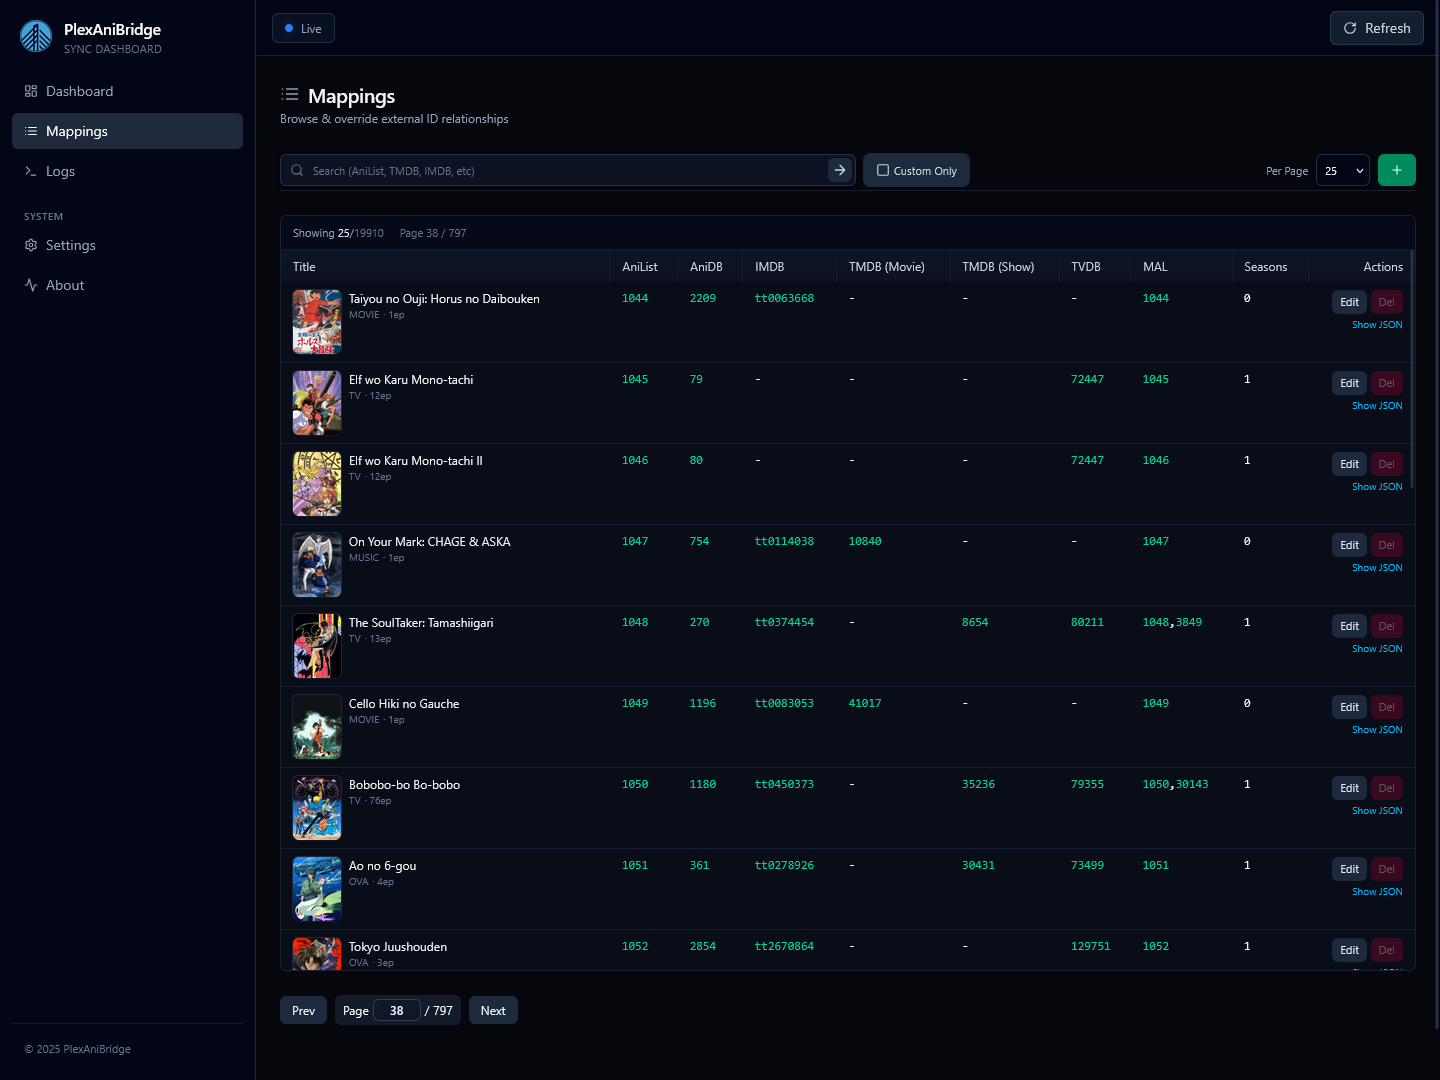 PlexAniBridge
SYNC DASHBOARD
Dashboard
Mappings
Logs
SYSTEM
Settings
About
© 2025 PlexAniBridge
Live
Refresh
Mappings
Browse & override external ID relationships
Search (AniList, TMDB, IMDB, etc)
Custom Only
Per Page 25
+
Showing 25/19910 Page 38 / 797
Title AniList AniDB IMDB TMDB (Movie) TMDB (Show) TVDB MAL Seasons Actions
Taiyou no Ouji: Horus no Daibouken 1044 2209 tt0063668 - - - 1044 0 Edit Del
MOVIE · 1ep Show JSON
Elf wo Karu Mono-tachi 1045 79 - - - 72447 1045 1 Edit Del
TV · 12ep Show JSON
Elf wo Karu Mono-tachi II 1046 80 - - - 72447 1046 1 Edit Del
TV · 12ep Show JSON
On Your Mark: CHAGE & ASKA 1047 754 tt0114038 10840 - - 1047 0 Edit Del
MUSIC · 1ep Show JSON
The SoulTaker: Tamashiigari 1048 270 tt0374454 - 8654 80211 1048,3849 1 Edit Del
TV · 13ep Show JSON
Cello Hiki no Gauche 1049 1196 tt0083053 41017 - - 1049 0 Edit Del
MOVIE · 1ep Show JSON
Bobobo-bo Bo-bobo 1050 1180 tt0450373 - 35236 79355 1050,30143 1 Edit Del
TV · 76ep Show JSON
Ao no 6-gou 1051 361 tt0278926 - 30431 73499 1051 1 Edit Del
OVA · 4ep Show JSON
Tokyo Juushouden 1052 2854 tt2670864 - - 129751 1052 1 Edit Del
OVA · 3ep
Prev Page 38 / 797 Next